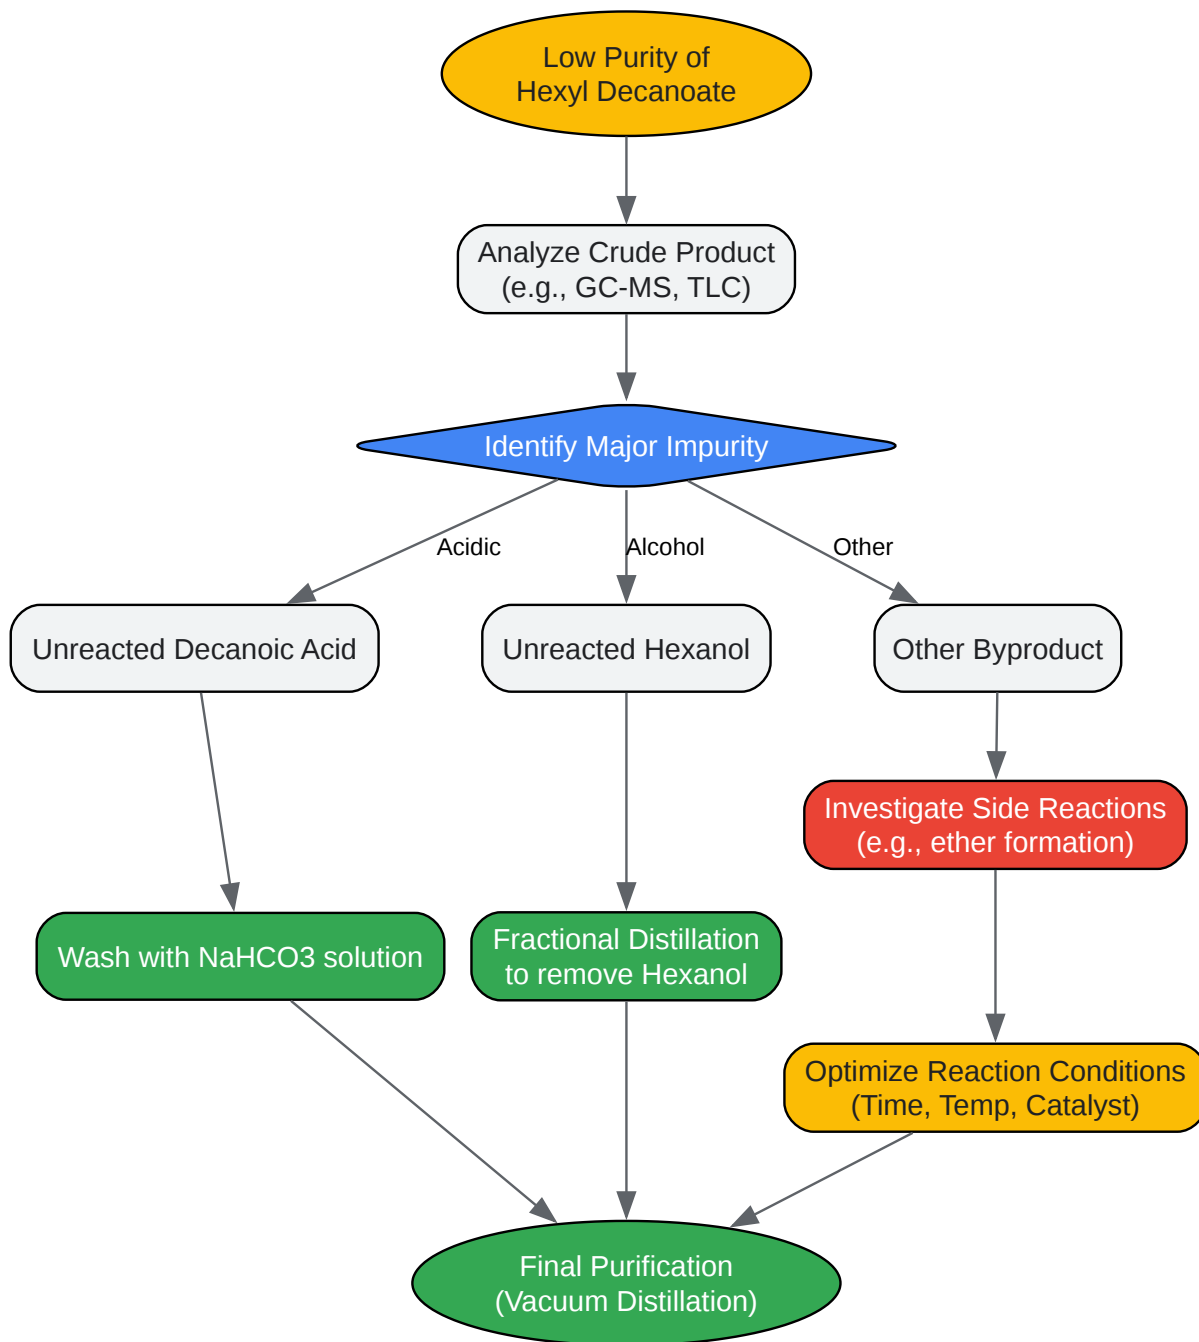 Low Purity of
Hexyl Decanoate
Analyze Crude Product
(e.g., GC-MS, TLC)
Identify Major Impurity
Acidic
Alcohol
Other
Unreacted Decanoic Acid
Unreacted Hexanol
Other Byproduct
Investigate Side Reactions
(e.g., ether formation)
Wash with NaHCO3 solution
Fractional Distillation
to remove Hexanol
Optimize Reaction Conditions
(Time, Temp, Catalyst)
Final Purification
(Vacuum Distillation)